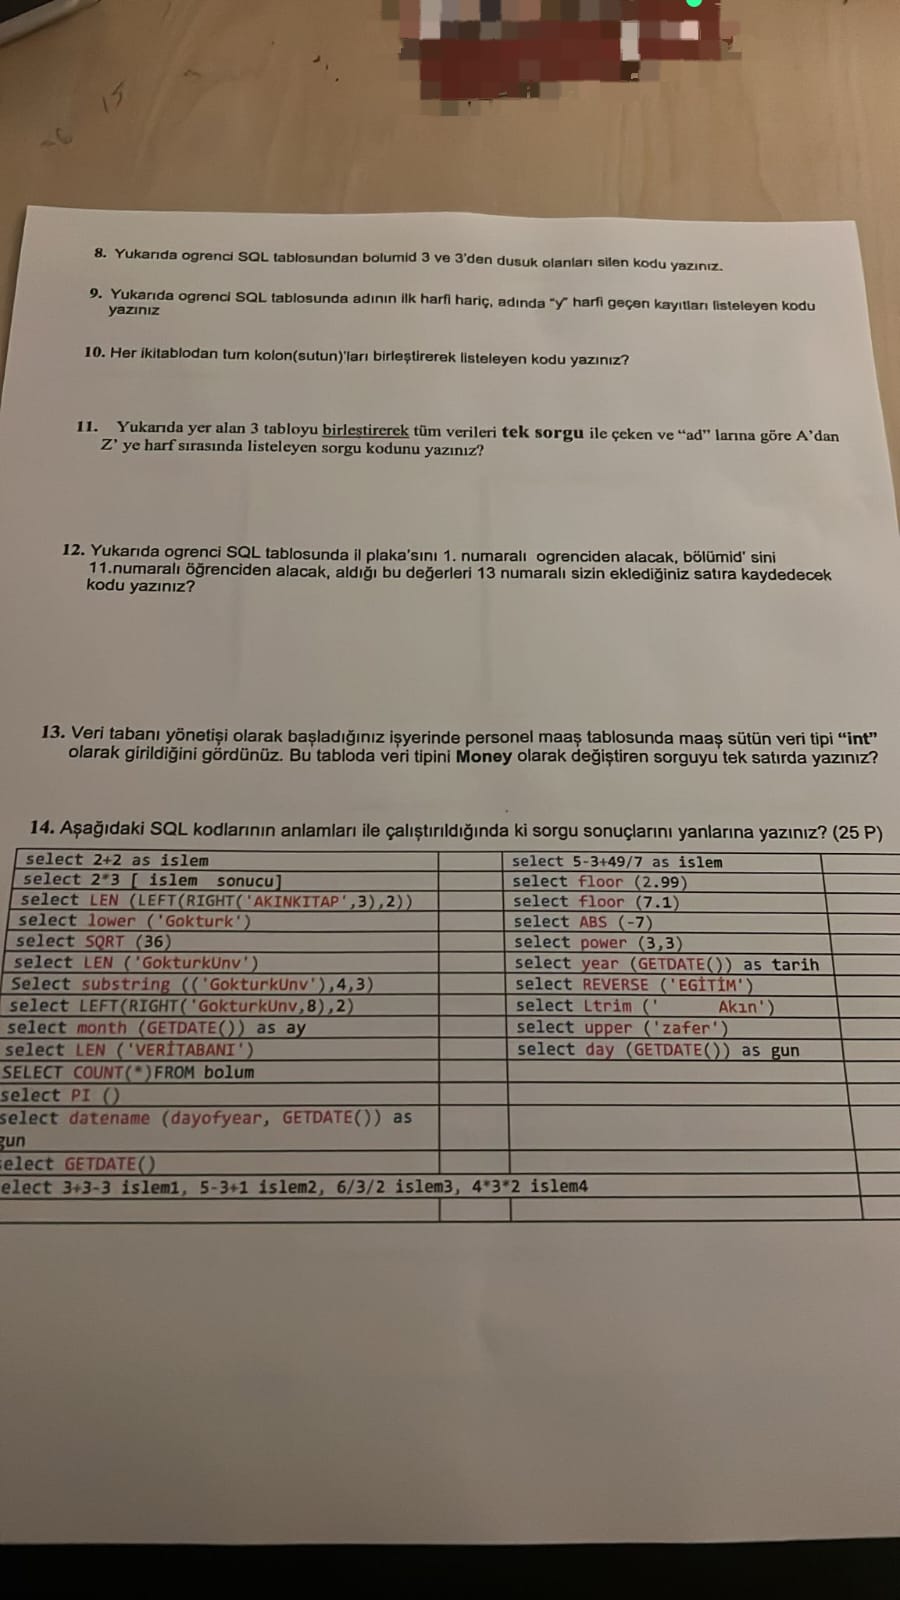 15
8. Yukarıda ogrenci SQL tablosundan bolumid 3 ve 3'den dusuk olanları silen kodu yazınız.
9. Yukarıda ogrenci SQL tablosunda adının ilk harfi hariç, adında “y” harfi geçen kayıtları listeleyen kodu
yazınız
10. Her ikitablodan tum kolon(sutun)'ları birleştirerek listeleyen kodu yazınız?
11. Yukarıda yer alan 3 tabloyu birleştirerek tüm verileri tek sorgu ile çeken ve “ad” larına göre A’dan
Z’ ye harf sırasında listeleyen sorgu kodunu yazınız?
12. Yukarıda ogrenci SQL tablosunda il plaka'sını 1. numaralı ogrenciden alacak, bölümid' sini
11.numaralı öğrenciden alacak, aldığı bu değerleri 13 numaralı sizin eklediğiniz satıra kaydedecek
kodu yazınız?
13. Veri tabanı yönetişi olarak başladığınız işyerinde personel maaş tablosunda maaş sütün veri tipi “int”
olarak girildiğini gördünüz. Bu tabloda veri tipini Money olarak değiştiren sorguyu tek satırda yazınız?
14. Aşağıdaki SQL kodlarının anlamları ile çalıştırıldığında ki sorgu sonuçlarını yanlarına yazınız? (25 P)
select 2+2 as islem select 5-3+49/7 as islem
select 2*3 [ islem sonucu] select floor (2.99)
select LEN (LEFT(RIGHT('AKINKITAP',3),2)) select floor (7.1)
select lower ('Gokturk') select ABS (-7)
select SQRT (36) select power (3,3)
select LEN ('GokturkUnv') select year (GETDATE()) as tarih
Select substring (('GokturkUnv'),4,3) select REVERSE ('EGİTİM')
select LEFT(RIGHT('GokturkUnv,8),2) select Ltrim (' Akın')
select month (GETDATE()) as ay select upper ('zafer')
select LEN ('VERİTABANI') select day (GETDATE()) as gun
SELECT COUNT(*)FROM bolum
select PI ()
select datename (dayofyear, GETDATE()) as
gun
elect GETDATE()
elect 3+3-3 islem1, 5-3+1 islem2, 6/3/2 islem3, 4*3*2 islem4